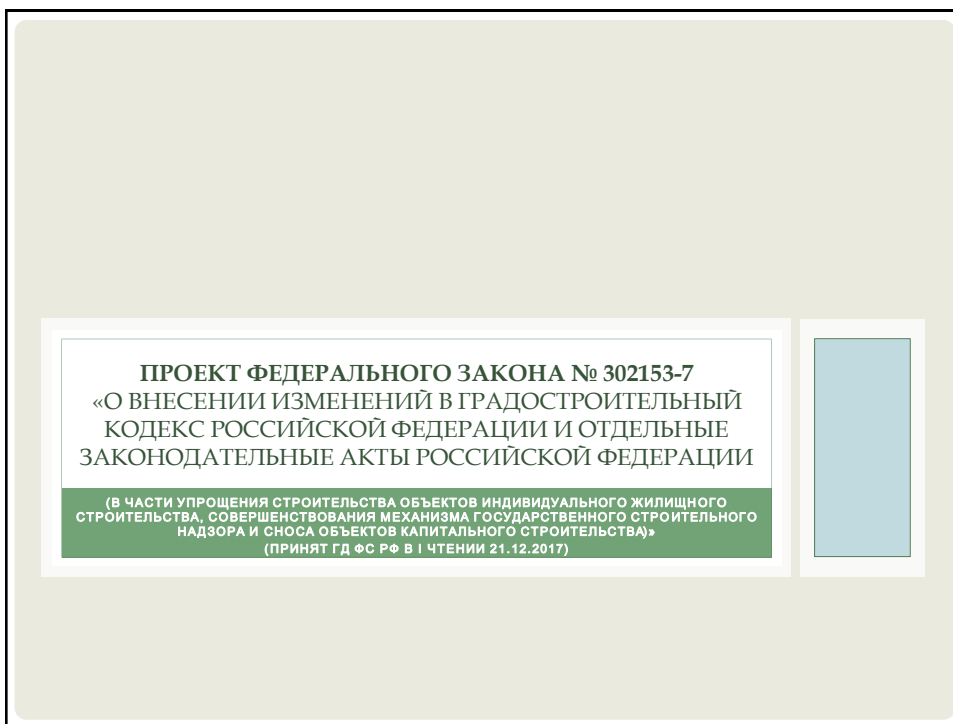 ПРОЕКТ ФЕДЕРАЛЬНОГО ЗАКОНА № 302153-7
«О ВНЕСЕНИИ ИЗМЕНЕНИЙ В ГРАДОСТРОИТЕЛЬНЫЙ
КОДЕКС РОССИЙСКОЙ ФЕДЕРАЦИИ И ОТДЕЛЬНЫЕ
ЗАКОНОДАТЕЛЬНЫЕ АКТЫ РОССИЙСКОЙ ФЕДЕРАЦИИ
(В ЧАСТИ УПРОЩЕНИЯ СТРОИТЕЛЬСТВА ОБЪЕКТОВ ИНДИВИДУАЛЬНОГО ЖИЛИЩНОГО
СТРОИТЕЛЬСТВА, СОВЕРШЕНСТВОВАНИЯ МЕХАНИЗМА ГОСУДАРСТВЕННОГО СТРОИТЕЛЬНОГО
НАДЗОРА И СНОСА ОБЪЕКТОВ КАПИТАЛЬНОГО СТРОИТЕЛЬСТВА)»
(ПРИНЯТ ГД ФС РФ В I ЧТЕНИИ 21.12.2017)